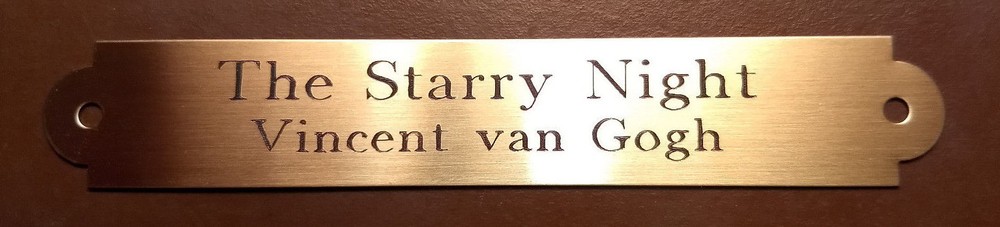 The Starry Night
Vincent van Gogh